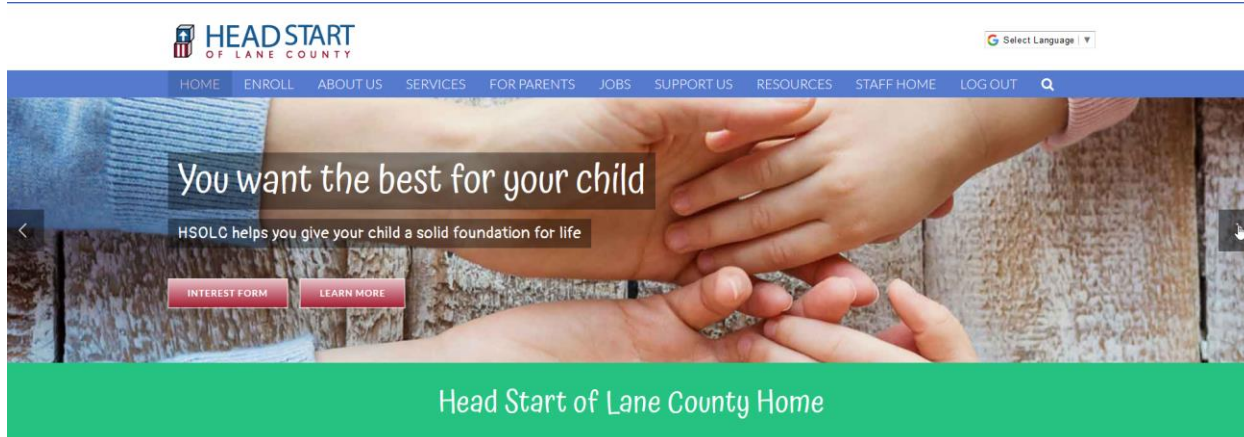 HEAD START
OF LANE COUNTY
Select Language ▼
HOME ENROLL ABOUT US SERVICES FOR PARENTS JOBS SUPPORT US RESOURCES STAFF HOME LOG OUT
You want the best for your child
HSOLC helps you give your child a solid foundation for life
INTEREST FORM LEARN MORE
Head Start of Lane County Home